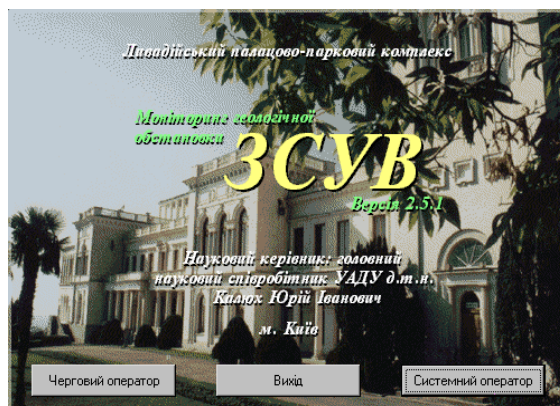 Лівадійський палацово-парковий комплекс
Моніторинг геологічної
обстановки
ЗСУВ
Версія 2.5.1
Науковий керівник: головний
науковий співробітник УАДУ д.т.н.
Калюх Юрій Іванович
м. Київ
Черговий оператор
Вихід
Системний оператор